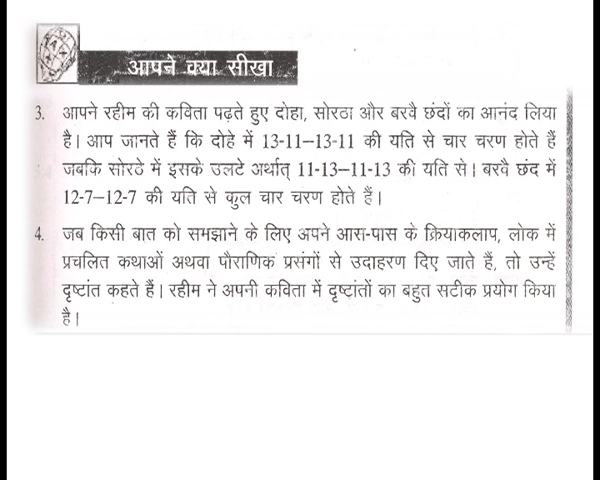 आपने क्या सीखा
3. आपने रहीम की कविता पढ़ते हुए दोहा, सोरठा और बरवै छंदों का आनंद लिया
है। आप जानते हैं कि दोहे में 13-11–13-11 की यति से चार चरण होते हैं
जबकि सोरठे में इसके उलटे अर्थात् 11-13–11-13 की यति से। बरवै छंद में
12-7–12-7 की यति से कुल चार चरण होते हैं।
4. जब किसी बात को समझाने के लिए अपने आस-पास के क्रियाकलाप, लोक में
प्रचलित कथाओं अथवा पौराणिक प्रसंगों से उदाहरण दिए जाते हैं, तो उन्हें
दृष्टांत कहते हैं। रहीम ने अपनी कविता में दृष्टांतों का बहुत सटीक प्रयोग किया
है।